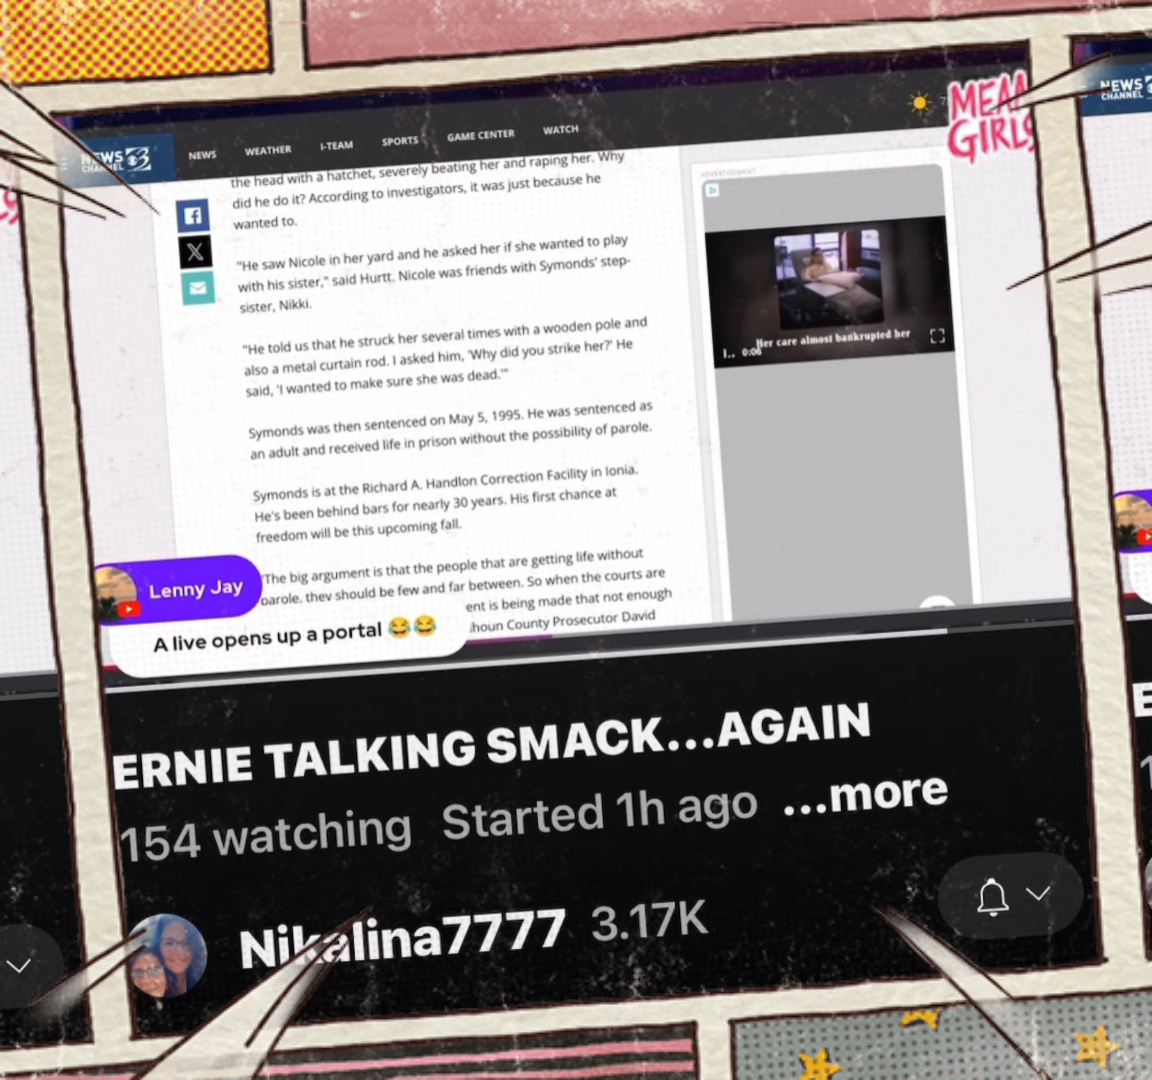 NEWS
CHANNEL 3
NEWS WEATHER I-TEAM SPORTS GAME CENTER WATCH
MEAN
GIRLS
NEWS
CHANNEL
the head with a hatchet, severely beating her and raping her. Why
did he do it? According to investigators, it was just because he
wanted to.
"He saw Nicole in her yard and he asked her if she wanted to play
with his sister," said Hurtt. Nicole was friends with Symonds' step-
sister, Nikki.
"He told us that he struck her several times with a wooden pole and
also a metal curtain rod. I asked him, 'Why did you strike her?' He
said, 'I wanted to make sure she was dead.'"
Symonds was then sentenced on May 5, 1995. He was sentenced as
an adult and received life in prison without the possibility of parole.
Symonds is at the Richard A. Handlon Correction Facility in Ionia.
He's been behind bars for nearly 30 years. His first chance at
freedom will be this upcoming fall.
"The big argument is that the people that are getting life without
parole, they should be few and far between. So when the courts are
ent is being made that not enough
lhoun County Prosecutor David
ADVERTISEMENT
Her care almost bankrupted her
1.. 0:06
Lenny Jay
A live opens up a portal 😂😂
ERNIE TALKING SMACK...AGAIN
154 watching Started 1h ago ...more
Nikalina7777 3.17K